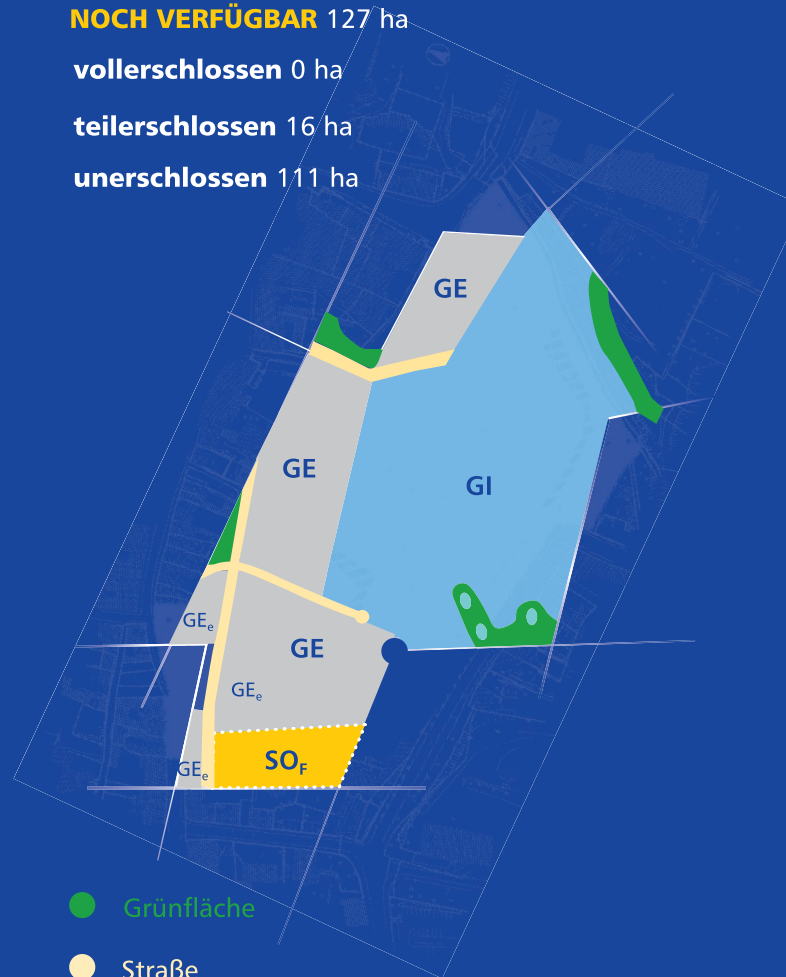 NOCH VERFÜGBAR 127 ha
vollerschlossen 0 ha
teilerschlossen 16 ha
unerschlossen 111 ha
GE
GE
GI
GEe
GE
GEe
SOF
GEe
Grünfläche
Straße